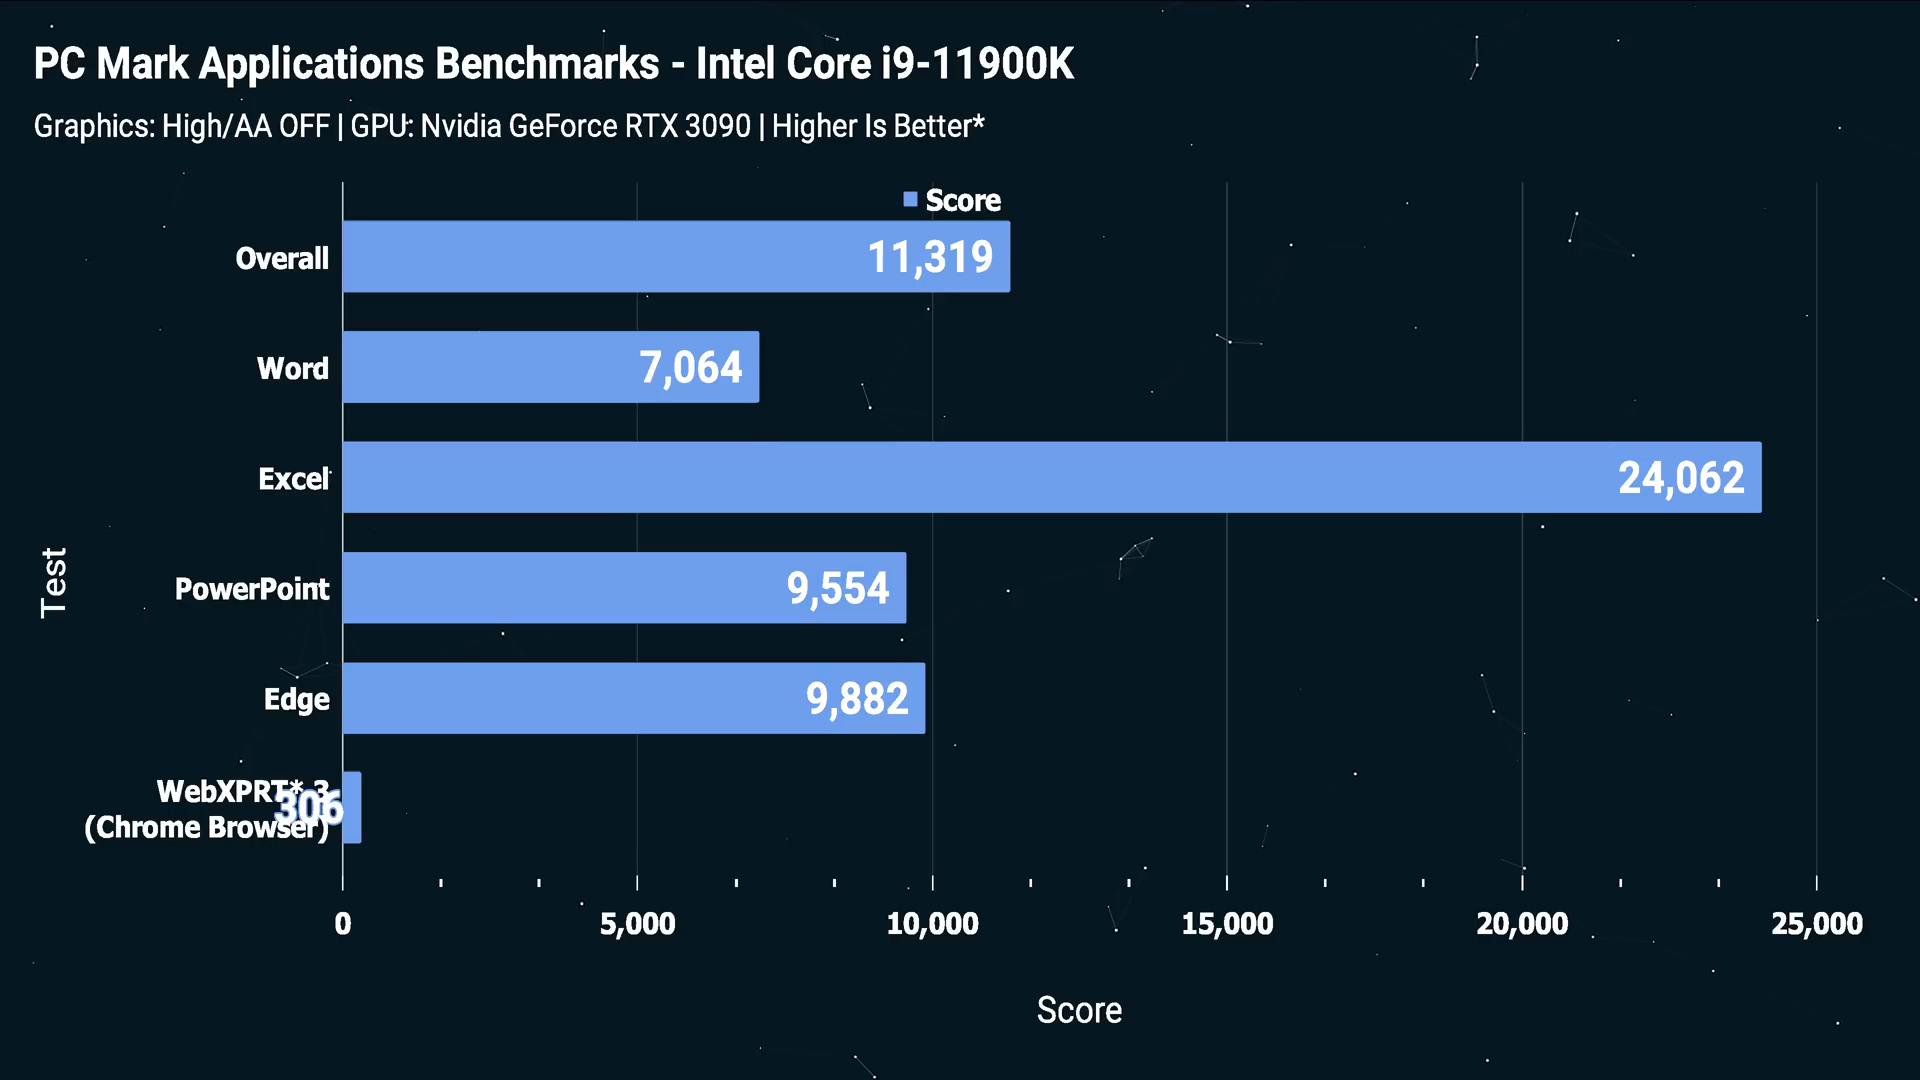 PC Mark Applications Benchmarks - Intel Core i9-11900K
Graphics: High/AA OFF | GPU: Nvidia GeForce RTX 3090 | Higher Is Better*
Score
Overall 11,319
Word 7,064
Excel 24,062
PowerPoint 9,554
Edge 9,882
WebXPRT* 3
(Chrome Browser)
306
Test
0 5,000 10,000 15,000 20,000 25,000
Score